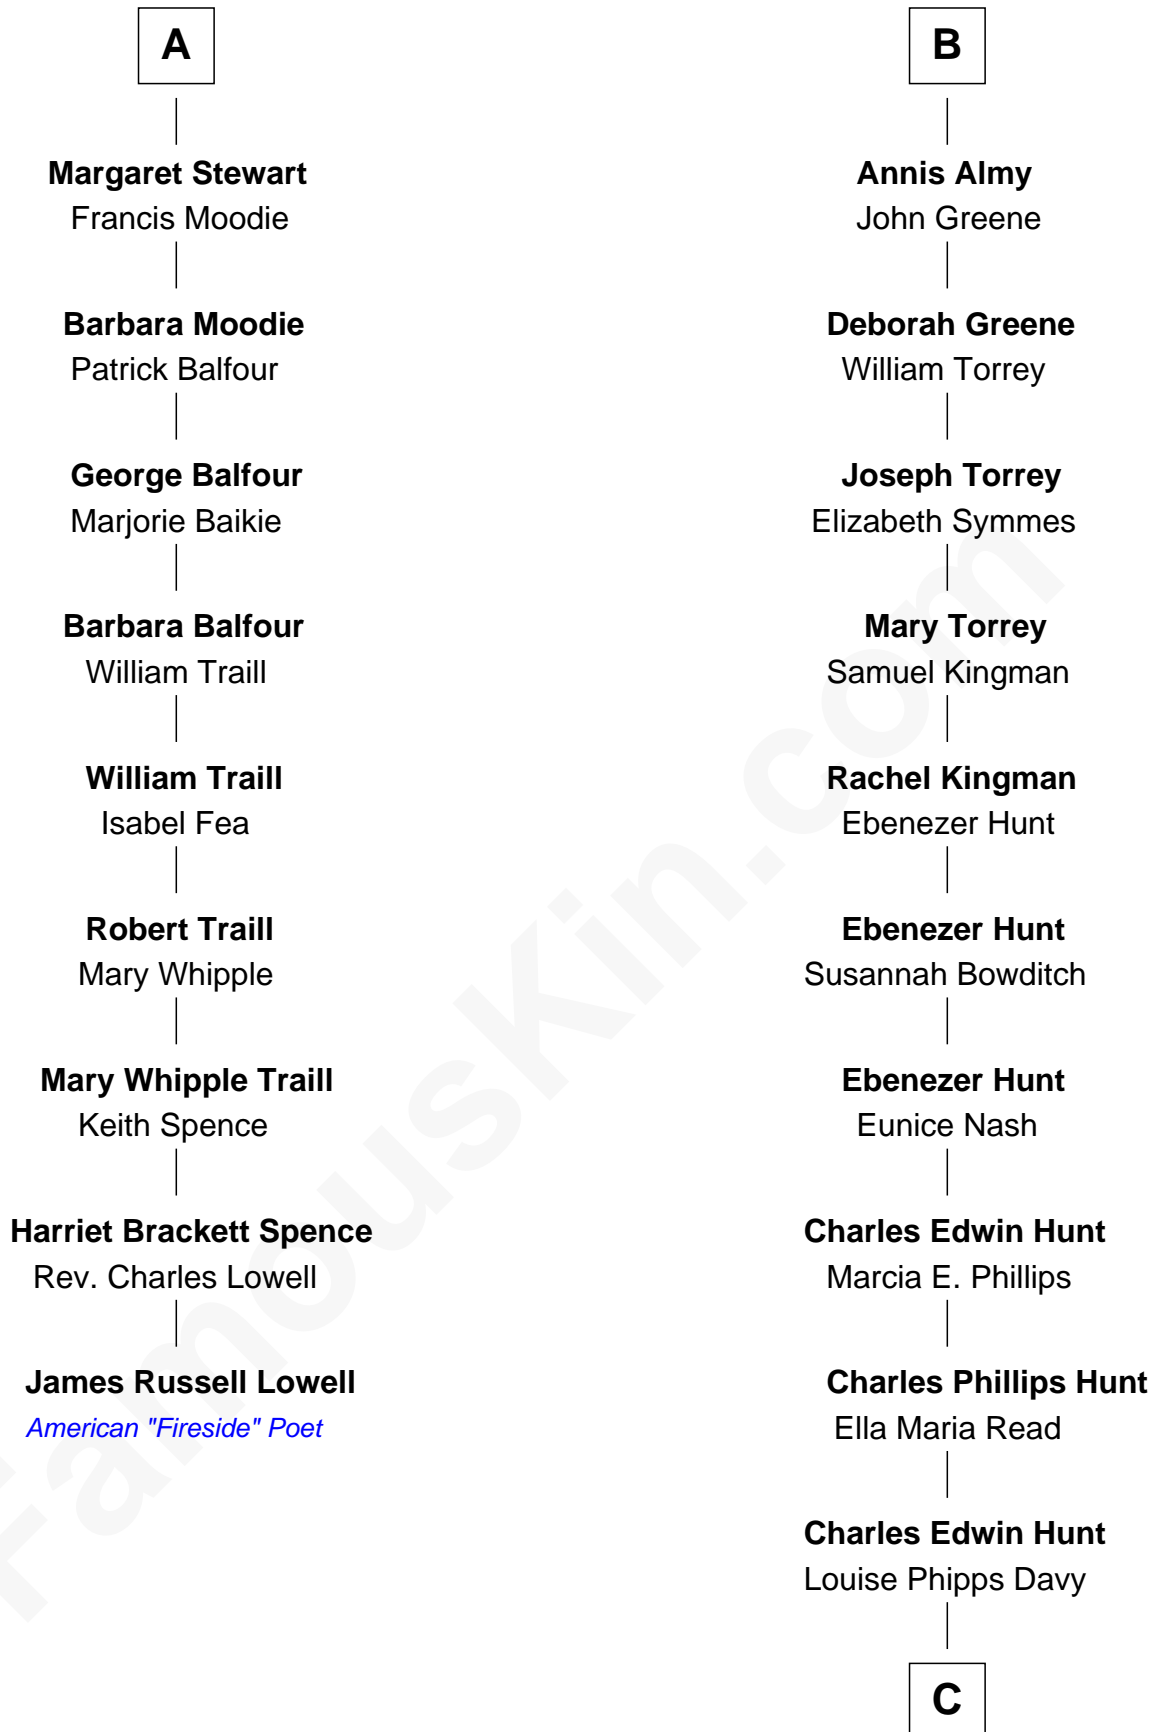 A
Margaret Stewart
Francis Moodie
Barbara Moodie
Patrick Balfour
George Balfour
Marjorie Baikie
Barbara Balfour
William Traill
William Traill
Isabel Fea
Robert Traill
Mary Whipple
Mary Whipple Traill
Keith Spence
Harriet Brackett Spence
Rev. Charles Lowell
James Russell Lowell
American "Fireside" Poet
B
Annis Almy
John Greene
Deborah Greene
William Torrey
Joseph Torrey
Elizabeth Symmes
Mary Torrey
Samuel Kingman
Rachel Kingman
Ebenezer Hunt
Ebenezer Hunt
Susannah Bowditch
Ebenezer Hunt
Eunice Nash
Charles Edwin Hunt
Marcia E. Phillips
Charles Phillips Hunt
Ella Maria Read
Charles Edwin Hunt
Louise Phipps Davy
C
FamousKin.com